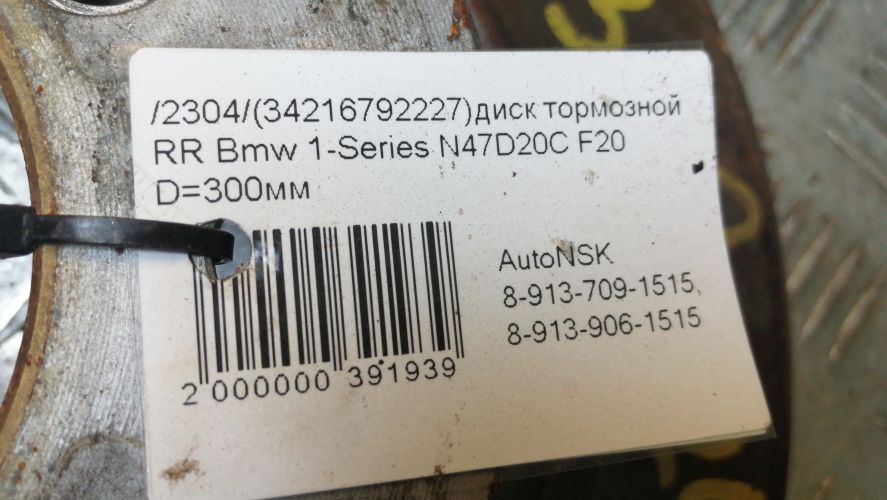 /2304/(34216792227)диск тормозной
RR Bmw 1-Series N47D20C F20
D=300мм
AutoNSK
8-913-709-1515,
8-913-906-1515
2 000000 391939